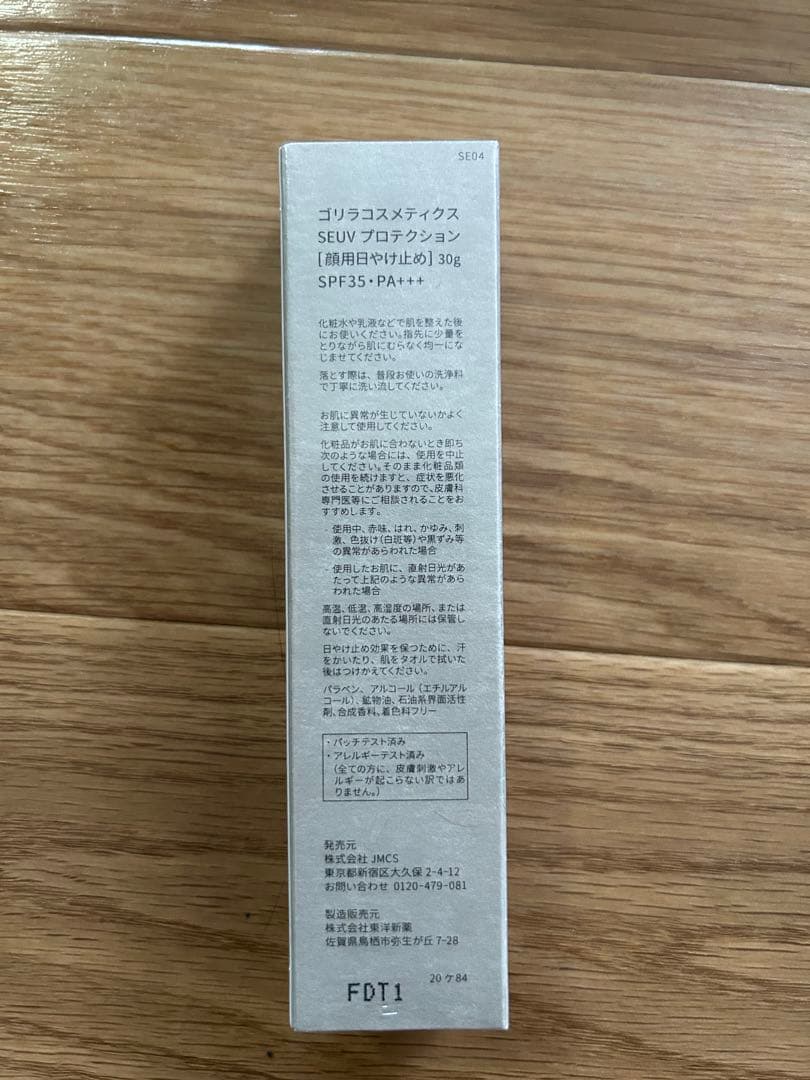 SE04
ゴリラコスメティクス
SEUV プロテクション
[顔用日やけ止め] 30g
SPF35・PA+++
化粧水や乳液などで肌を整えた後
にお使いください。指先に少量を
とりながら肌にむらなく均一にな
じませてください。
落とす際は、普段お使いの洗浄料
で丁寧に洗い流してください。
お肌に異常が生じていないかよく
注意して使用してください。
化粧品がお肌に合わないとき即ち
次のような場合には、使用を中止
してください。そのまま化粧品類
の使用を続けますと、症状を悪化
させることがありますので、皮膚科
専門医等にご相談されることをお
すすめします。
- 使用中、赤味、はれ、かゆみ、刺
激、色抜け(白斑等)や黒ずみ等
の異常があらわれた場合
- 使用したお肌に、直射日光があ
たって上記のような異常があら
われた場合
高温、低温、高湿度の場所、または
直射日光のあたる場所には保管し
ないでください。
日やけ止め効果を保つために、汗
をかいたり、肌をタオルで拭いた
後はつけかえてください。
パラベン、アルコール(エチルアル
コール)、鉱物油、石油系界面活性
剤、合成香料、着色料フリー
・パッチテスト済み
・アレルギーテスト済み
(全ての方に、皮膚刺激やアレ
ルギーが起こらない訳ではあ
りません。)
発売元
株式会社 JMCS
東京都新宿区大久保 2-4-12
お問い合わせ 0120-479-081
製造販売元
株式会社東洋新薬
佐賀県鳥栖市弥生が丘 7-28
20 ケ 84
FDT1